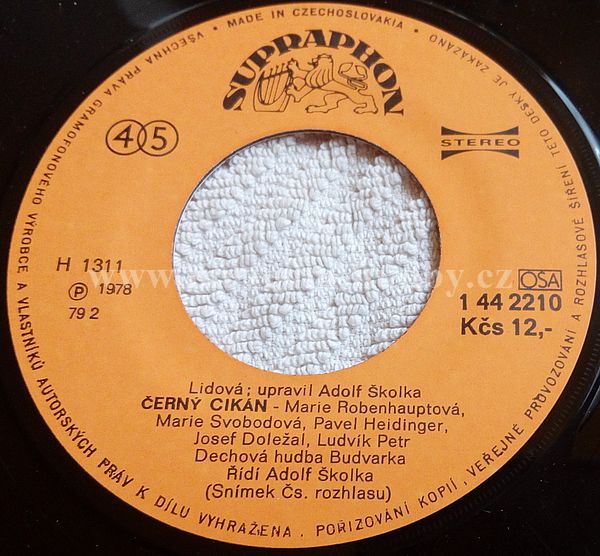 VŠECHNA PRÁVA GRAMOFONOVÉHO VÝROBCE A VLASTNÍKŮ AUTORSKÝCH PRÁV K DÍLU VYHRAŽENA. POŘIZOVÁNÍ KOPIÍ, VEŘEJNÉ PROVOZOVÁNÍ A ROZHLASOVÉ ŠÍŘENÍ TÉTO DESKY JE ZAKÁZÁNO • MADE IN CZECHOSLOVAKIA •
SUPRAPHON
45
STEREO
H 1311
℗ 1978
79 2
OSA
1 44 2210
Kčs 12,-
Lidová; upravil Adolf Školka
ČERNÝ CIKÁN - Marie Robenhauptová,
Marie Svobodová, Pavel Heidinger,
Josef Doležal, Ludvík Petr
Dechová hudba Budvarka
Řídí Adolf Školka
(Snímek Čs. rozhlasu)